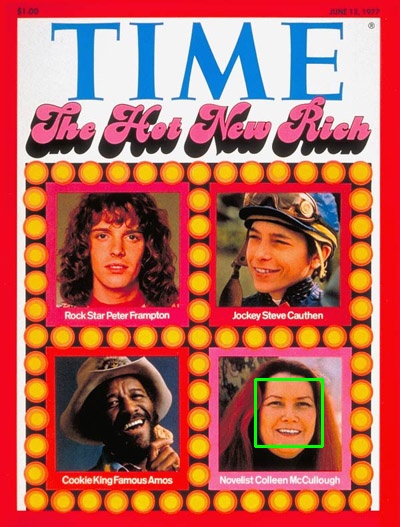 $1.00
JUNE 13, 1977
TIME
®
The Hot New Rich
Rock Star Peter Frampton
Jockey Steve Cauthen
Cookie King Famous Amos
Novelist Colleen McCullough